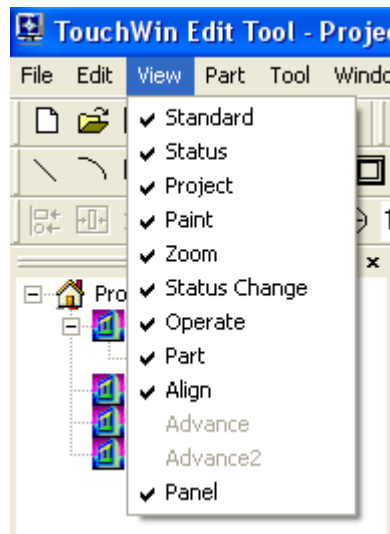 TouchWin Edit Tool - Projec
File Edit View Part Tool Windo
Standard
Status
Project
Paint
Zoom
Status Change
Operate
Part
Align
Advance
Advance2
Panel
Pro